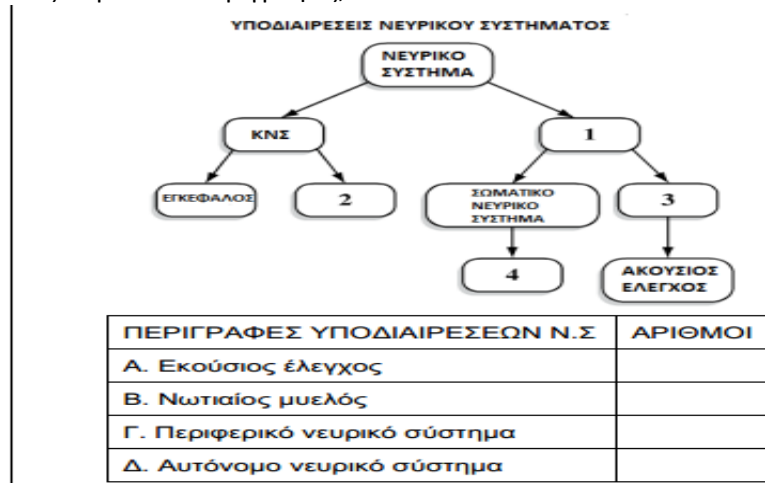 ΥΠΟΔΙΑΙΡΕΣΕΙΣ ΝΕΥΡΙΚΟΥ ΣΥΣΤΗΜΑΤΟΣ
ΝΕΥΡΙΚΟ
ΣΥΣΤΗΜΑ
ΚΝΣ
1
ΕΓΚΕΦΑΛΟΣ
2
ΣΩΜΑΤΙΚΟ
ΝΕΥΡΙΚΟ
ΣΥΣΤΗΜΑ
3
4
ΑΚΟΥΣΙΟΣ
ΕΛΕΓΧΟΣ
ΠΕΡΙΓΡΑΦΕΣ ΥΠΟΔΙΑΙΡΕΣΕΩΝ Ν.Σ ΑΡΙΘΜΟΙ
Α. Εκούσιος έλεγχος
Β. Νωτιαίος μυελός
Γ. Περιφερικό νευρικό σύστημα
Δ. Αυτόνομο νευρικό σύστημα